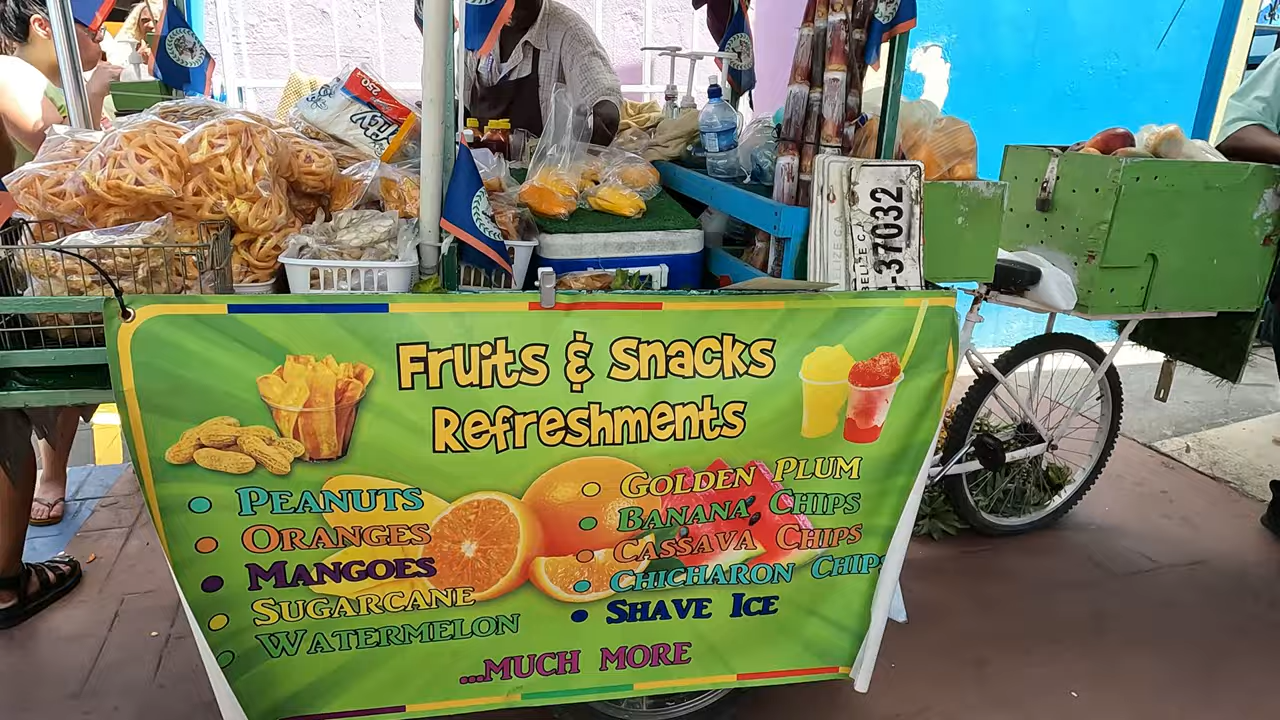 250
37032
Fruits & Snacks
Refreshments
• Peanuts
• Oranges
• Mangoes
• Sugarcane
• Watermelon
• Golden Plum
• Banana Chips
• Cassava Chips
• Chicharon Chips
• Shave Ice
...Much More